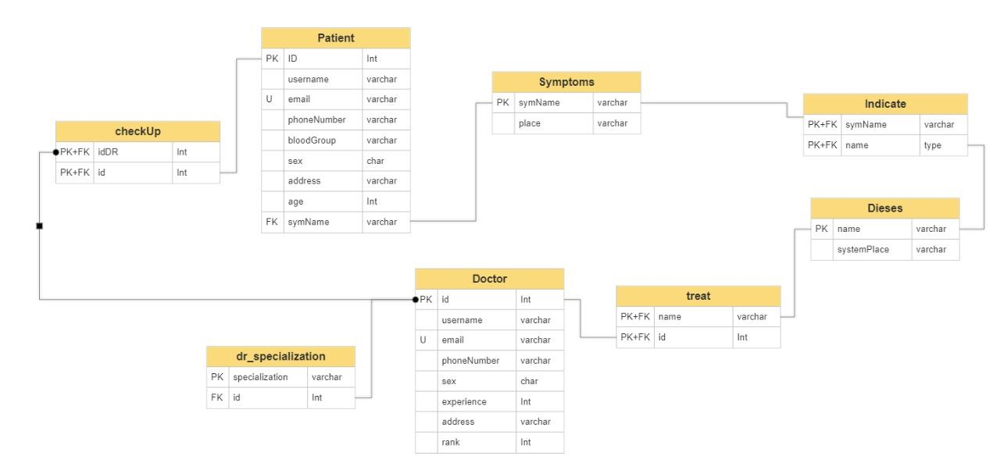 Patient
PK ID Int
username varchar
U email varchar
phoneNumber varchar
bloodGroup varchar
sex char
address varchar
age Int
FK symName varchar
Symptoms
PK symName varchar
place varchar
Indicate
PK+FK symName varchar
PK+FK name type
checkUp
PK+FK idDR Int
PK+FK id Int
Dieses
PK name varchar
systemPlace varchar
Doctor
PK id Int
username varchar
U email varchar
phoneNumber varchar
sex char
experience Int
address varchar
rank Int
treat
PK+FK name varchar
PK+FK id Int
dr_specialization
PK specialization varchar
FK id Int